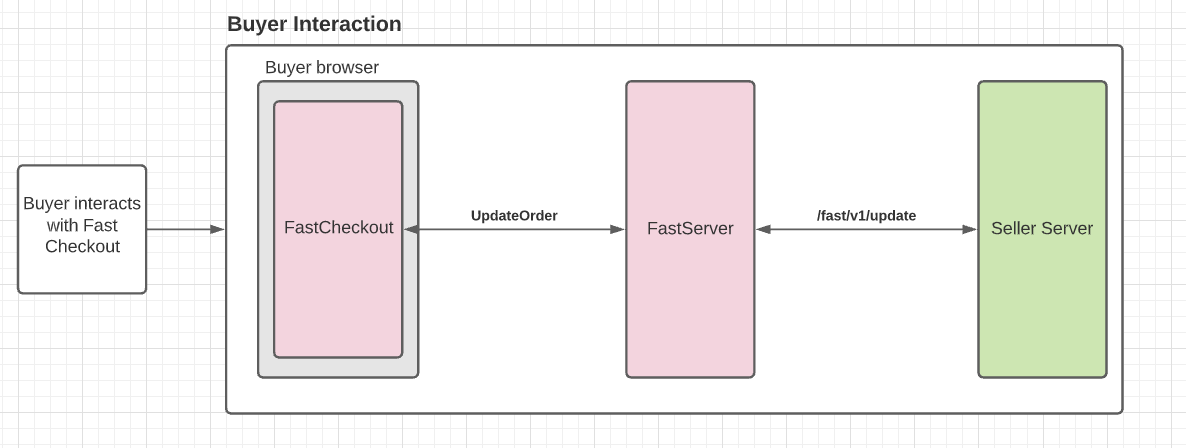 Buyer Interaction
Buyer browser
Buyer interacts
with Fast
Checkout
FastCheckout
UpdateOrder
FastServer
/fast/v1/update
Seller Server